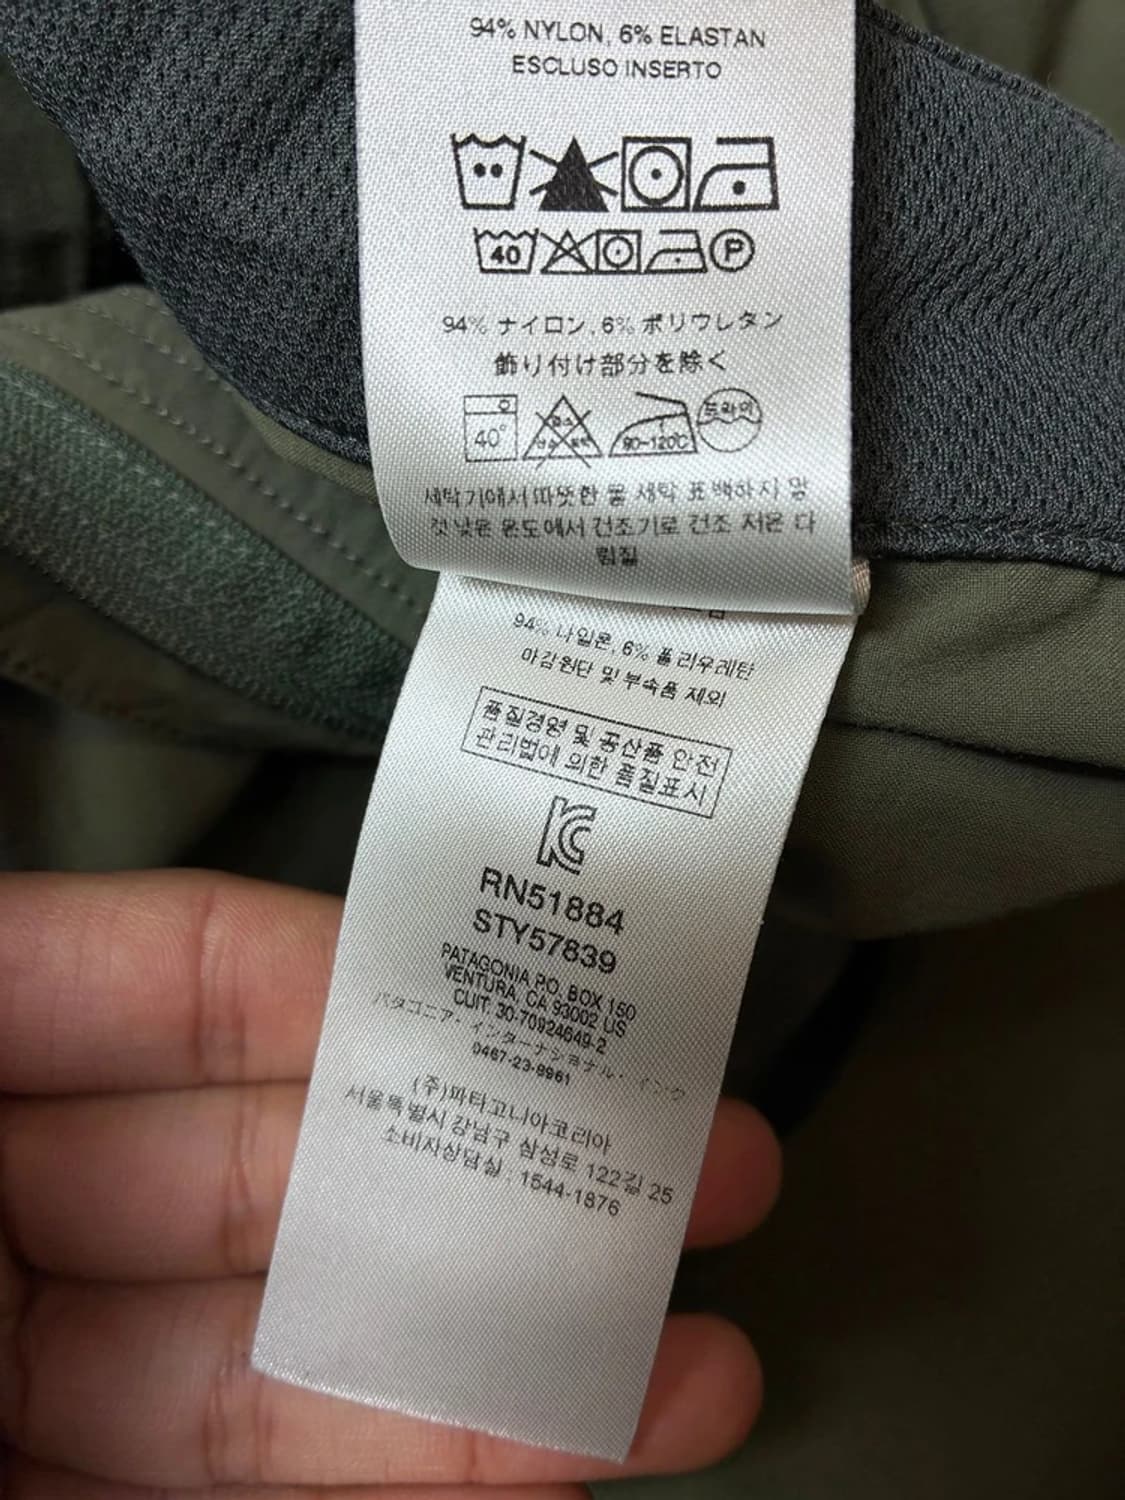 94% NYLON, 6% ELASTAN
ESCLUSO INSERTO
40
P
94% ナイロン, 6% ポリウレタン
飾り付け部分を除く
40°
80~120℃
드라이
세탁기에서 따뜻한 물 세탁 표백하지 말
것 낮은 온도에서 건조기로 건조 저온 다
림질
94% 나일론, 6% 폴리우레탄
마감원단 및 부속품 제외
품질경영 및 공산품 안전
관리법에 의한 품질표시
KC
RN51884
STY57839
PATAGONIA P.O. BOX 150
VENTURA, CA 93002 US
CUIT. 30-70924649-2
パタゴニア・インターナショナル・インク
0467-23-8961
(주)파타고니아코리아
서울특별시 강남구 삼성로 122길 25
소비자상담실 : 1544-1876